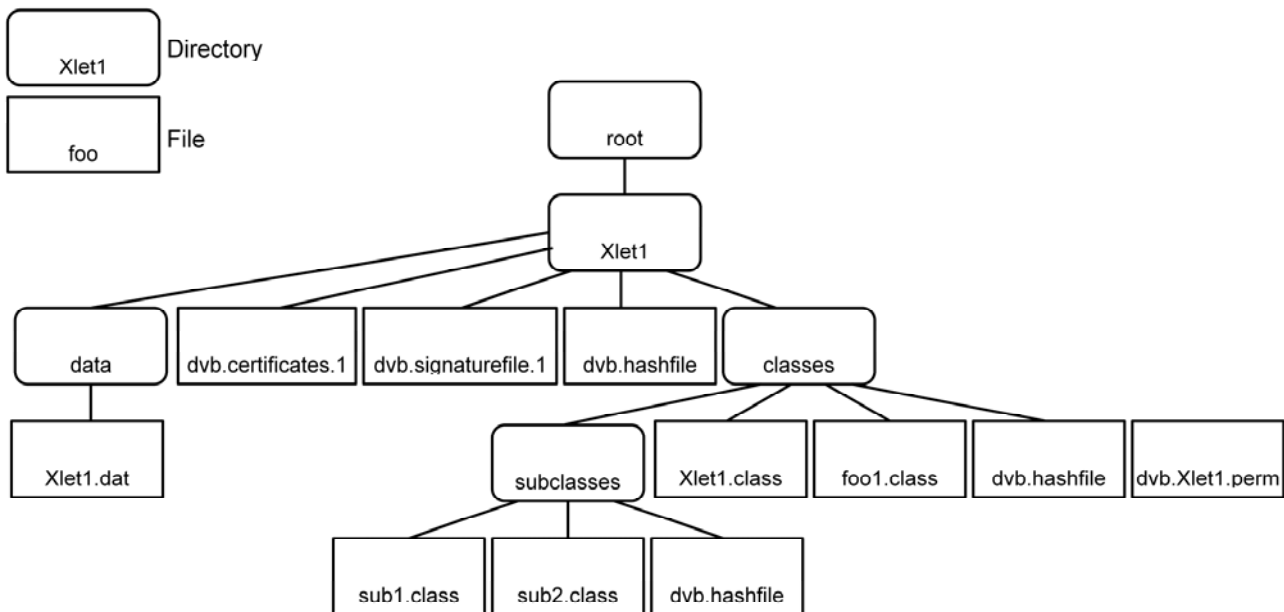 Directory
Xlet1
File
foo
root
Xlet1
data
dvb.certificates.1
dvb.signaturefile.1
dvb.hashfile
classes
Xlet1.dat
subclasses
Xlet1.class
foo1.class
dvb.hashfile
dvb.Xlet1.perm
sub1.class
sub2.class
dvb.hashfile